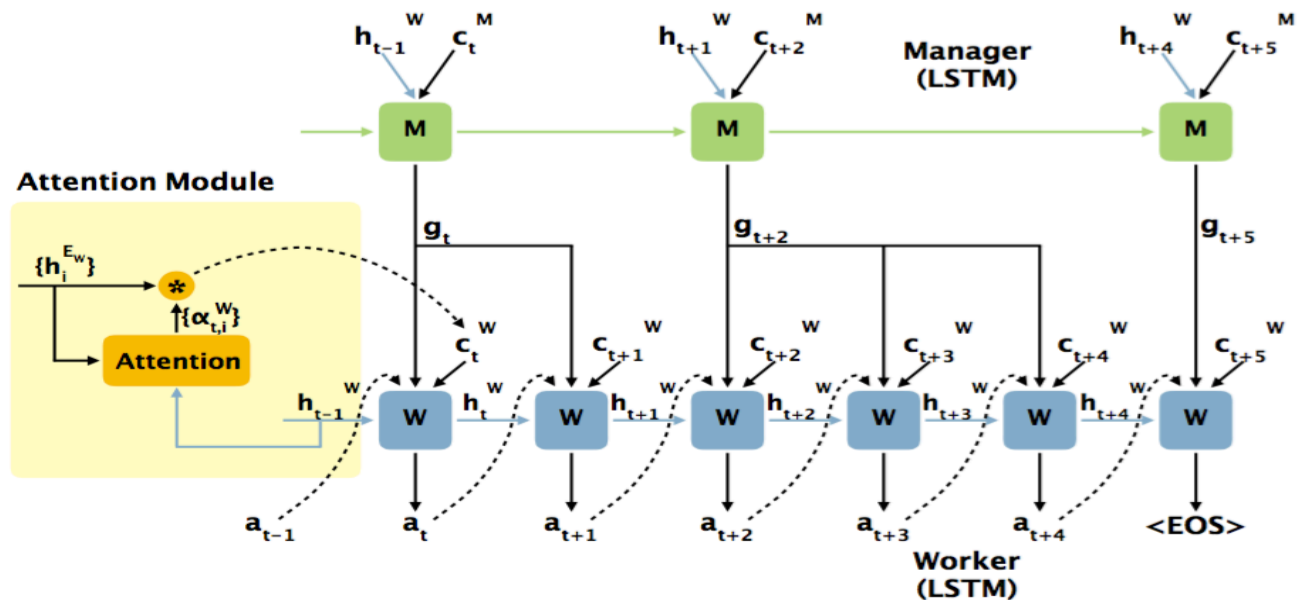 h_{t-1}^W c_t^M h_{t+1}^W c_{t+2}^M h_{t+4}^W c_{t+5}^M
Manager
(LSTM)
M M M
Attention Module
g_t g_{t+2} g_{t+5}
{h_i^{E_W}}
*
{α_{t,i}^W}
Attention
c_t^W c_{t+1}^W c_{t+2}^W c_{t+3}^W c_{t+4}^W c_{t+5}^W
h_{t-1}^W W h_t^W W h_{t+1}^W W h_{t+2}^W W h_{t+3}^W W h_{t+4}^W W
a_{t-1} a_t a_{t+1} a_{t+2} a_{t+3} a_{t+4} <EOS>
Worker
(LSTM)